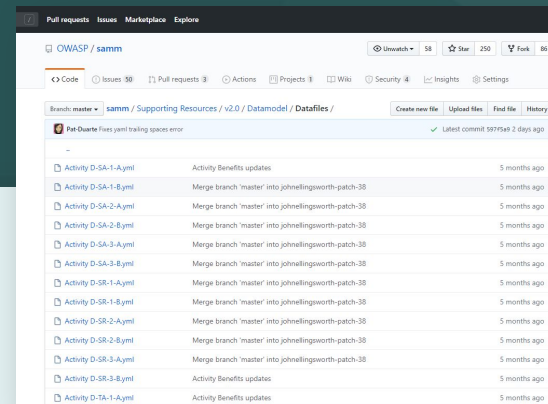 / Pull requests Issues Marketplace Explore
OWASP / samm Unwatch 58 Star 250 Fork 86
Code Issues 50 Pull requests 3 Actions Projects 1 Wiki Security 4 Insights Settings
Branch: master samm / Supporting Resources / v2.0 / Datamodel / Datafiles / Create new file Upload files Find file History
Pat-Duarte Fixes yaml trailing spaces error Latest commit 597f5a9 2 days ago
..
Activity D-SA-1-A.yml Activity Benefits updates 5 months ago
Activity D-SA-1-B.yml Merge branch 'master' into johnellingsworth-patch-38 5 months ago
Activity D-SA-2-A.yml Merge branch 'master' into johnellingsworth-patch-38 5 months ago
Activity D-SA-2-B.yml Merge branch 'master' into johnellingsworth-patch-38 5 months ago
Activity D-SA-3-A.yml Merge branch 'master' into johnellingsworth-patch-38 5 months ago
Activity D-SA-3-B.yml Merge branch 'master' into johnellingsworth-patch-38 5 months ago
Activity D-SR-1-A.yml Merge branch 'master' into johnellingsworth-patch-38 5 months ago
Activity D-SR-1-B.yml Merge branch 'master' into johnellingsworth-patch-38 5 months ago
Activity D-SR-2-A.yml Merge branch 'master' into johnellingsworth-patch-38 5 months ago
Activity D-SR-2-B.yml Merge branch 'master' into johnellingsworth-patch-38 5 months ago
Activity D-SR-3-A.yml Merge branch 'master' into johnellingsworth-patch-38 5 months ago
Activity D-SR-3-B.yml Activity Benefits updates 5 months ago
Activity D-TA-1-A.yml Activity Benefits updates 5 months ago